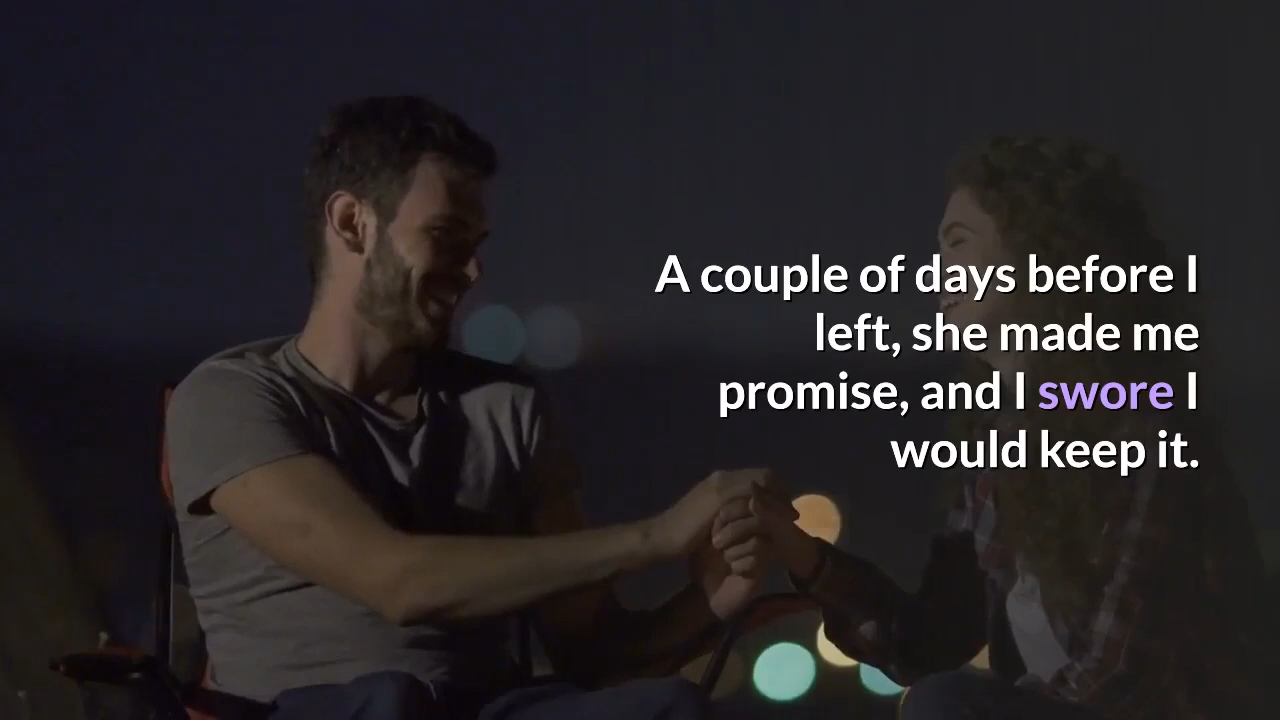 A couple of days before I
left, she made me
promise, and I swore I
would keep it.